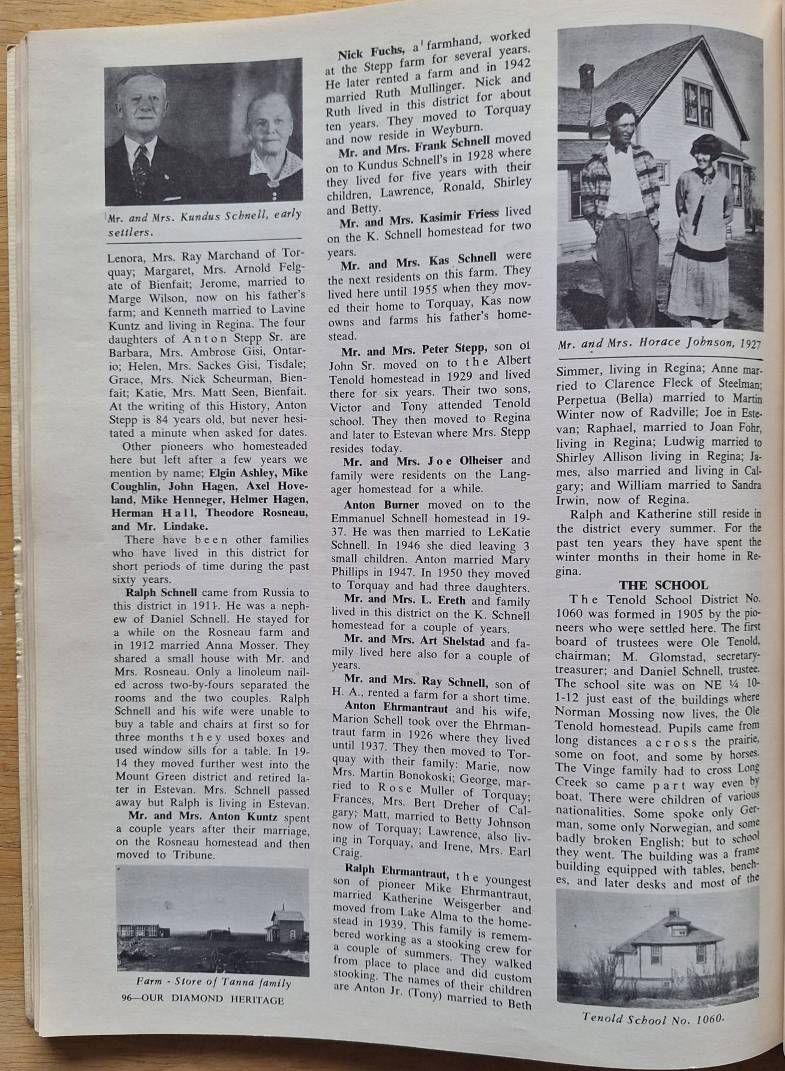 Mr. and Mrs. Kundus Schnell, early
settlers.
Lenora, Mrs. Ray Marchand of Tor-
quay; Margaret, Mrs. Arnold Felg-
ate of Bienfait; Jerome, married to
Marge Wilson, now on his father's
farm; and Kenneth married to Lavine
Kuntz and living in Regina. The four
daughters of Anton Stepp Sr. are
Barbara, Mrs. Ambrose Gisi, Ontar-
io; Helen, Mrs. Sackes Gisi, Tisdale;
Grace, Mrs. Nick Scheurman, Bien-
fait; Katie, Mrs. Matt Seen, Bienfait.
At the writing of this History, Anton
Stepp is 84 years old, but never hesi-
tated a minute when asked for dates.
Other pioneers who homesteaded
here but left after a few years we
mention by name; Elgin Ashley, Mike
Coughlin, John Hagen, Axel Hove-
land, Mike Henneger, Helmer Hagen,
Herman Hall, Theodore Rosneau,
and Mr. Lindake.
There have been other families
who have lived in this district for
short periods of time during the past
sixty years.
Ralph Schnell came from Russia to
this district in 1911. He was a neph-
ew of Daniel Schnell. He stayed for
a while on the Rosneau farm and
in 1912 married Anna Mosser. They
shared a small house with Mr. and
Mrs. Rosneau. Only a linoleum nail-
ed across two-by-fours separated the
rooms and the two couples. Ralph
Schnell and his wife were unable to
buy a table and chairs at first so for
three months they used boxes and
used window sills for a table. In 19-
14 they moved further west into the
Mount Green district and retired la-
ter in Estevan. Mrs. Schnell passed
away but Ralph is living in Estevan.
Mr. and Mrs. Anton Kuntz spent
a couple years after their marriage,
on the Rosneau homestead and then
moved to Tribune.
Farm - Store of Tanna family
96—OUR DIAMOND HERITAGE
Nick Fuchs, a farmhand, worked
at the Stepp farm for several years.
He later rented a farm and in 1942
married Ruth Mullinger. Nick and
Ruth lived in this district for about
ten years. They moved to Torquay
and now reside in Weyburn.
Mr. and Mrs. Frank Schnell moved
on to Kundus Schnell's in 1928 where
they lived for five years with their
children, Lawrence, Ronald, Shirley
and Betty.
Mr. and Mrs. Kasimir Friess lived
on the K. Schnell homestead for two
years.
Mr. and Mrs. Kas Schnell were
the next residents on this farm. They
lived here until 1955 when they mov-
ed their home to Torquay, Kas now
owns and farms his father's home-
stead.
Mr. and Mrs. Peter Stepp, son of
John Sr. moved on to the Albert
Tenold homestead in 1929 and lived
there for six years. Their two sons,
Victor and Tony attended Tenold
school. They then moved to Regina
and later to Estevan where Mrs. Stepp
resides today.
Mr. and Mrs. Joe Olheiser and
family were residents on the Lang-
ager homestead for a while.
Anton Burner moved on to the
Emmanuel Schnell homestead in 19-
37. He was then married to LeKatie
Schnell. In 1946 she died leaving 3
small children. Anton married Mary
Phillips in 1947. In 1950 they moved
to Torquay and had three daughters.
Mr. and Mrs. L. Ereth and family
lived in this district on the K. Schnell
homestead for a couple of years.
Mr. and Mrs. Art Shelstad and fa-
mily lived here also for a couple of
years.
Mr. and Mrs. Ray Schnell, son of
H. A., rented a farm for a short time.
Anton Ehrmantraut and his wife,
Marion Schell took over the Ehrman-
traut farm in 1926 where they lived
until 1937. They then moved to Tor-
quay with their family: Marie, now
Mrs. Martin Bonokoski; George, mar-
ried to Rose Muller of Torquay;
Frances, Mrs. Bert Dreher of Cal-
gary; Matt, married to Betty Johnson
now of Torquay; Lawrence, also liv-
ing in Torquay, and Irene, Mrs. Earl
Craig.
Ralph Ehrmantraut, the youngest
son of pioneer Mike Ehrmantraut,
married Katherine Weisgerber and
moved from Lake Alma to the home-
stead in 1939. This family is remem-
bered working as a stooking crew for
a couple of summers. They walked
from place to place and did custom
stooking. The names of their children
are Anton Jr. (Tony) married to Beth
Mr. and Mrs. Horace Johnson, 1927
Simmer, living in Regina; Anne mar-
ried to Clarence Fleck of Steelman;
Perpetua (Bella) married to Martin
Winter now of Radville; Joe in Este-
van; Raphael, married to Joan Fohr,
living in Regina; Ludwig married to
Shirley Allison living in Regina; Ja-
mes, also married and living in Cal-
gary; and William married to Sandra
Irwin, now of Regina.
Ralph and Katherine still reside in
the district every summer. For the
past ten years they have spent the
winter months in their home in Re-
gina.
THE SCHOOL
The Tenold School District No.
1060 was formed in 1905 by the pio-
neers who were settled here. The first
board of trustees were Ole Tenold,
chairman; M. Glomstad, secretary-
treasurer; and Daniel Schnell, trustee.
The school site was on NE ¼ 10-
1-12 just east of the buildings where
Norman Mossing now lives, the Ole
Tenold homestead. Pupils came from
long distances across the prairie,
some on foot, and some by horses.
The Vinge family had to cross Long
Creek so came part way even by
boat. There were children of various
nationalities. Some spoke only Ger-
man, some only Norwegian, and some
badly broken English; but to school
they went. The building was a frame
building equipped with tables, bench-
es, and later desks and most of the
Tenold School No. 1060.